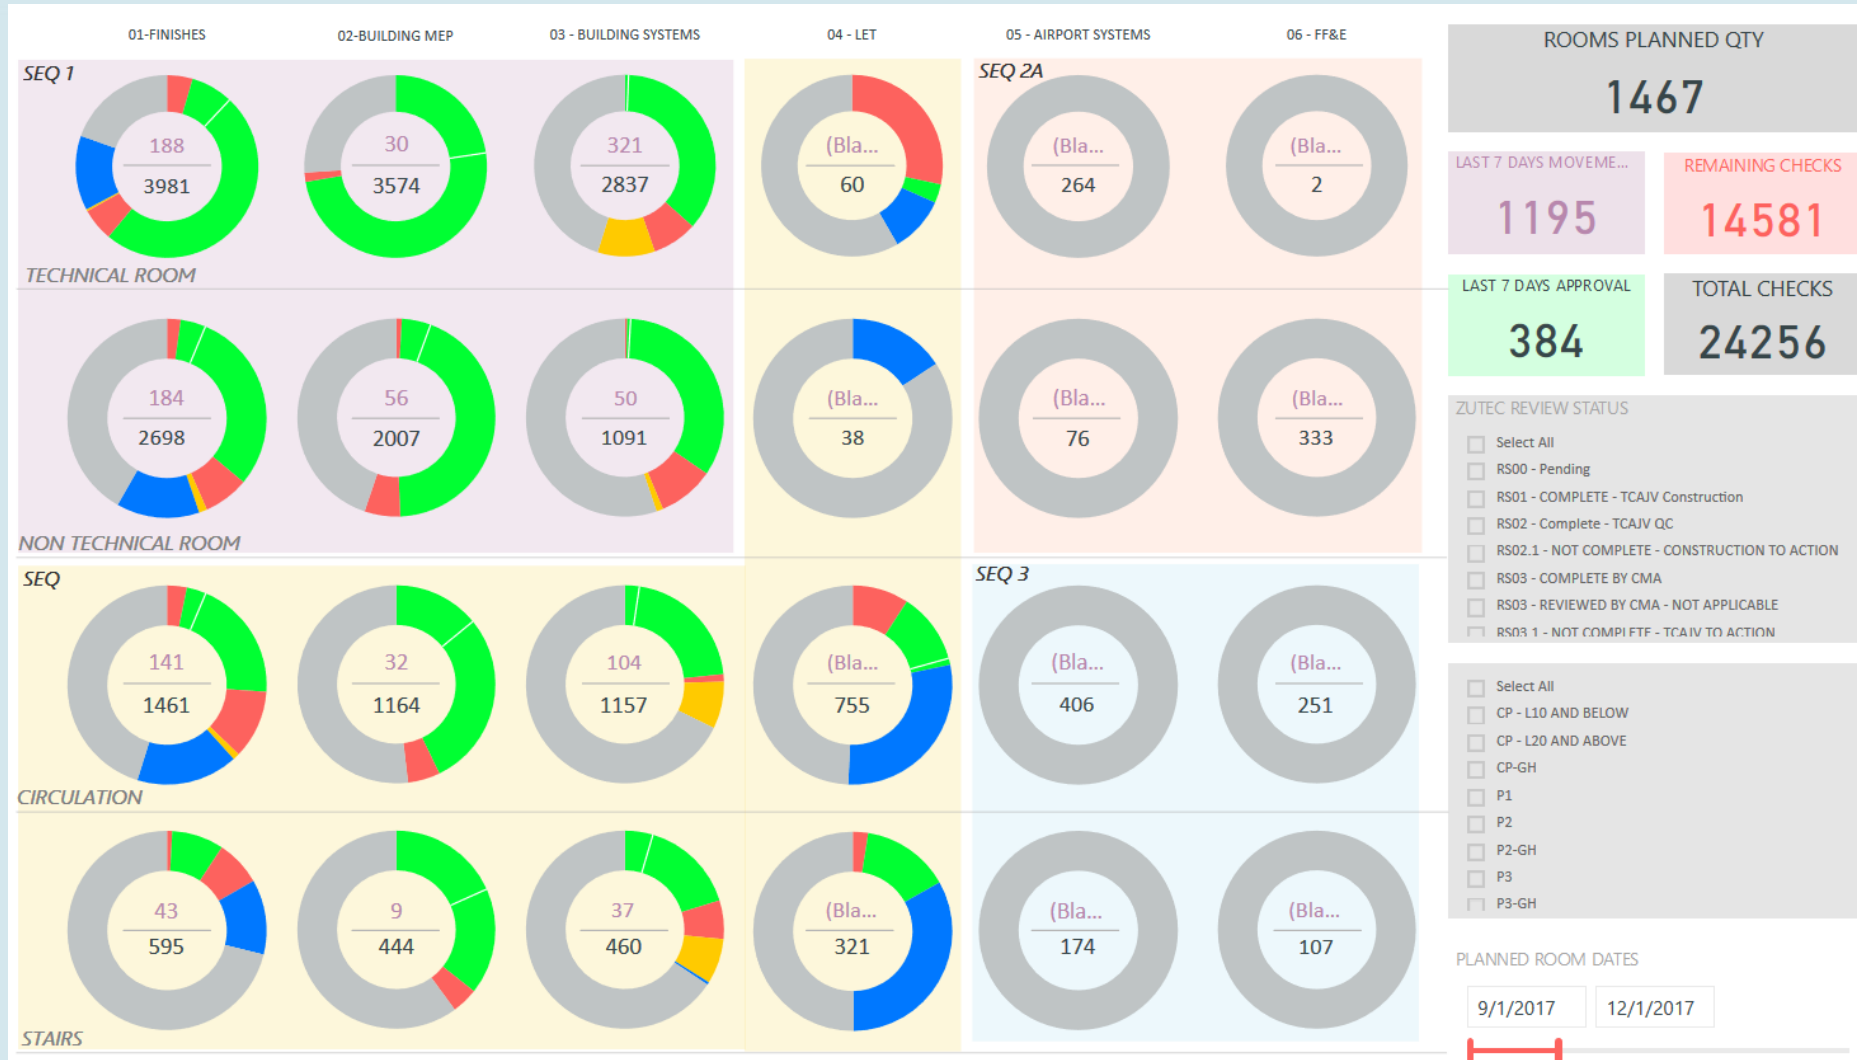 01-FINISHES
02-BUILDING MEP
03 - BUILDING SYSTEMS
04 - LET
05 - AIRPORT SYSTEMS
06 - FF&E
SEQ 1
188
3981
30
3574
321
2837
(Bla...
60
SEQ 2A
(Bla...
264
(Bla...
2
TECHNICAL ROOM
184
2698
56
2007
50
1091
(Bla...
38
(Bla...
76
(Bla...
333
NON TECHNICAL ROOM
SEQ
141
1461
32
1164
104
1157
(Bla...
755
SEQ 3
(Bla...
406
(Bla...
251
CIRCULATION
43
595
9
444
37
460
(Bla...
321
(Bla...
174
(Bla...
107
STAIRS
ROOMS PLANNED QTY
1467
LAST 7 DAYS MOVEME...
1195
REMAINING CHECKS
14581
LAST 7 DAYS APPROVAL
384
TOTAL CHECKS
24256
ZUTEC REVIEW STATUS
Select All
RS00 - Pending
RS01 - COMPLETE - TCAJV Construction
RS02 - Complete - TCAJV QC
RS02.1 - NOT COMPLETE - CONSTRUCTION TO ACTION
RS03 - COMPLETE BY CMA
RS03 - REVIEWED BY CMA - NOT APPLICABLE
RS03.1 - NOT COMPLETE - TCAJV TO ACTION
Select All
CP - L10 AND BELOW
CP - L20 AND ABOVE
CP-GH
P1
P2
P2-GH
P3
P3-GH
PLANNED ROOM DATES
9/1/2017
12/1/2017